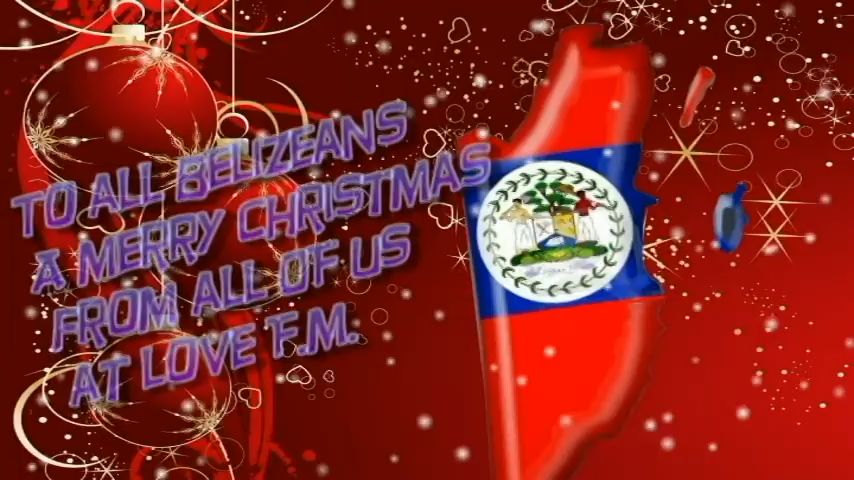 TO ALL BELIZEANS
A MERRY CHRISTMAS
FROM ALL OF US
AT LOVE F.M.